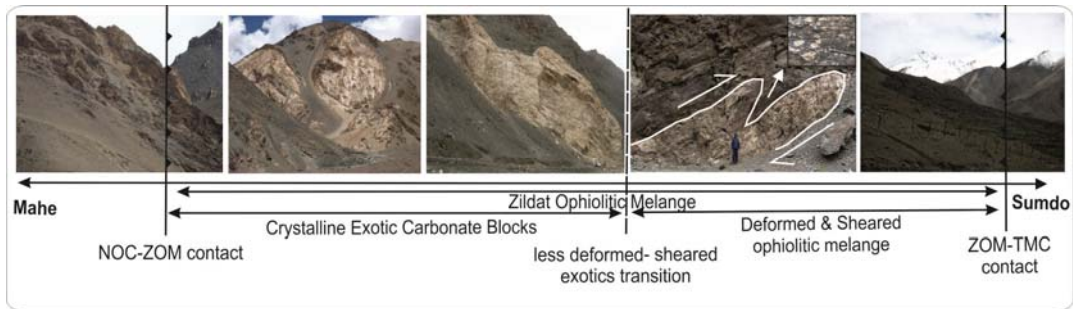 Mahe
Zildat Ophiolitic Melange
Sumdo
Crystalline Exotic Carbonate Blocks
Deformed & Sheared
ophiolitic melange
NOC-ZOM contact
less deformed- sheared
exotics transition
ZOM-TMC
contact